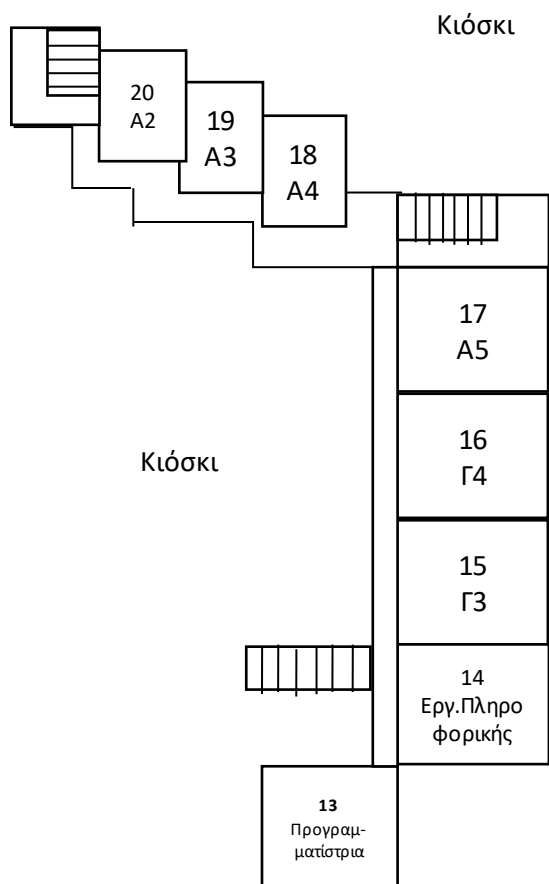 Κιόσκι
20
Α2
19
Α3
18
Α4
17
Α5
16
Γ4
Κιόσκι
15
Γ3
14
Εργ.Πληρο
φορικής
13
Προγραμ-
ματίστρια